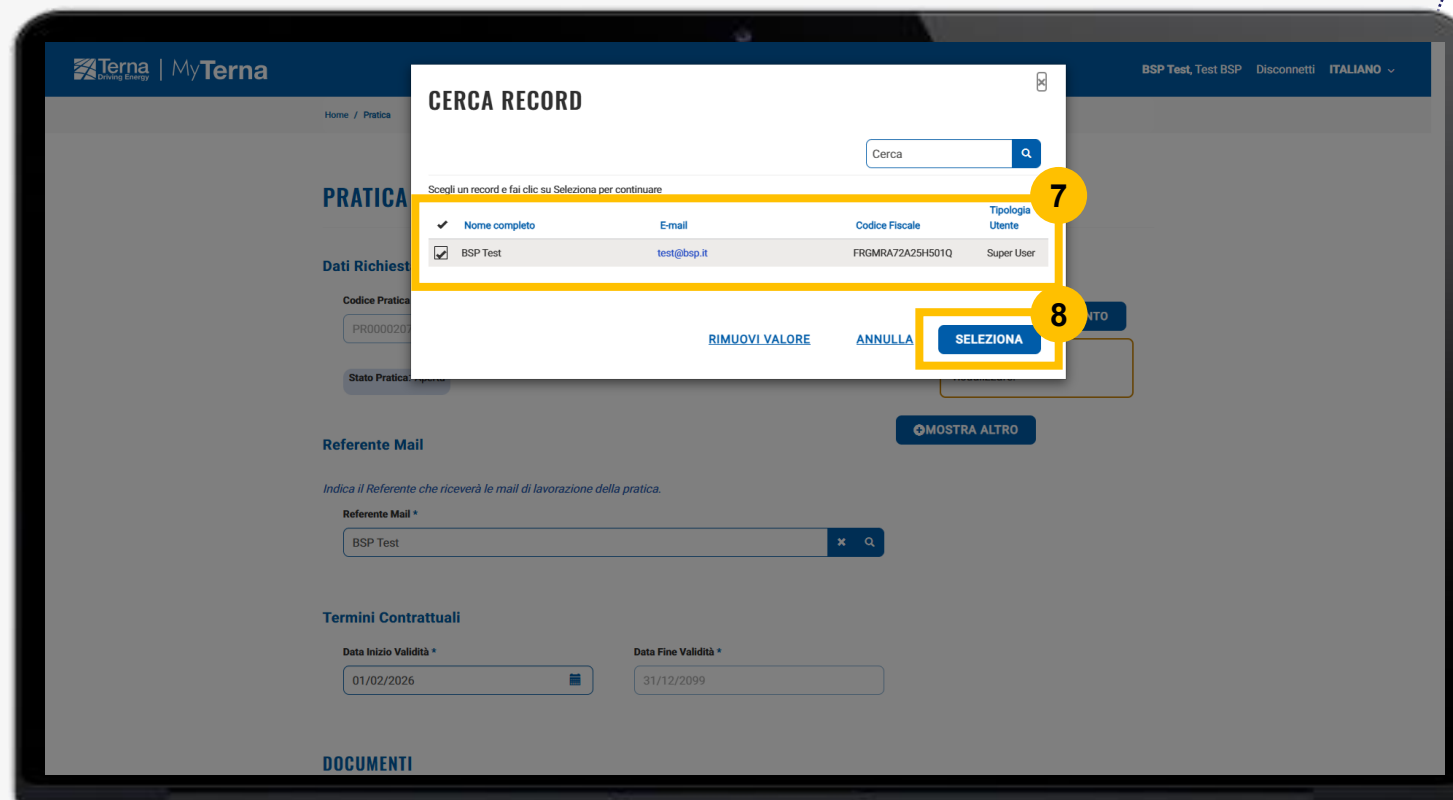 Terna Driving Energy | MyTerna
BSP Test, Test BSP Disconnetti ITALIANO
Home / Pratica
CERCA RECORD
Cerca
Scegli un record e fai clic su Seleziona per continuare
7
Nome completo E-mail Codice Fiscale Tipologia Utente
BSP Test test@bsp.it FRGMRA72A25H501Q Super User
RIMUOVI VALORE ANNULLA SELEZIONA
8
PRATICA
Dati Richiest
Codice Pratica
PR0000207
Stato Pratica
Referente Mail
MOSTRA ALTRO
Indica il Referente che riceverà le mail di lavorazione della pratica.
Referente Mail *
BSP Test
Termini Contrattuali
Data Inizio Validità * Data Fine Validità *
01/02/2026 31/12/2099
DOCUMENTI